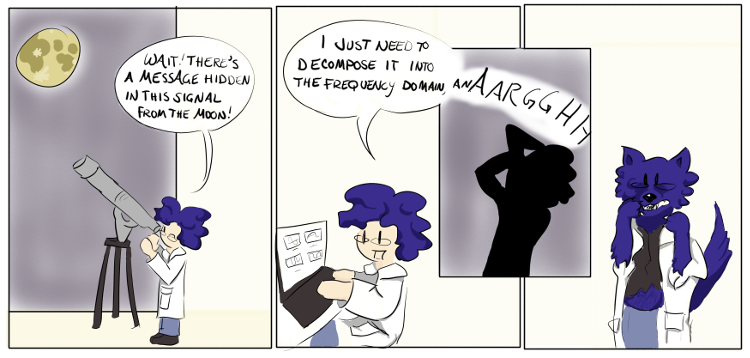 WAIT! THERE'S
A MESSAGE HIDDEN
IN THIS SIGNAL
FROM THE MOON!
I JUST NEED TO
DECOMPOSE IT INTO
THE FREQUENCY DOMAIN, ANAARGGHH